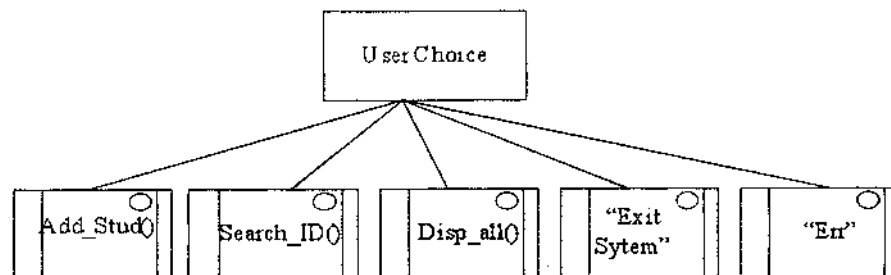 User Choice
Add_Stud()
Search_ID()
Disp_all()
“Exit
Sytem”
“Err”